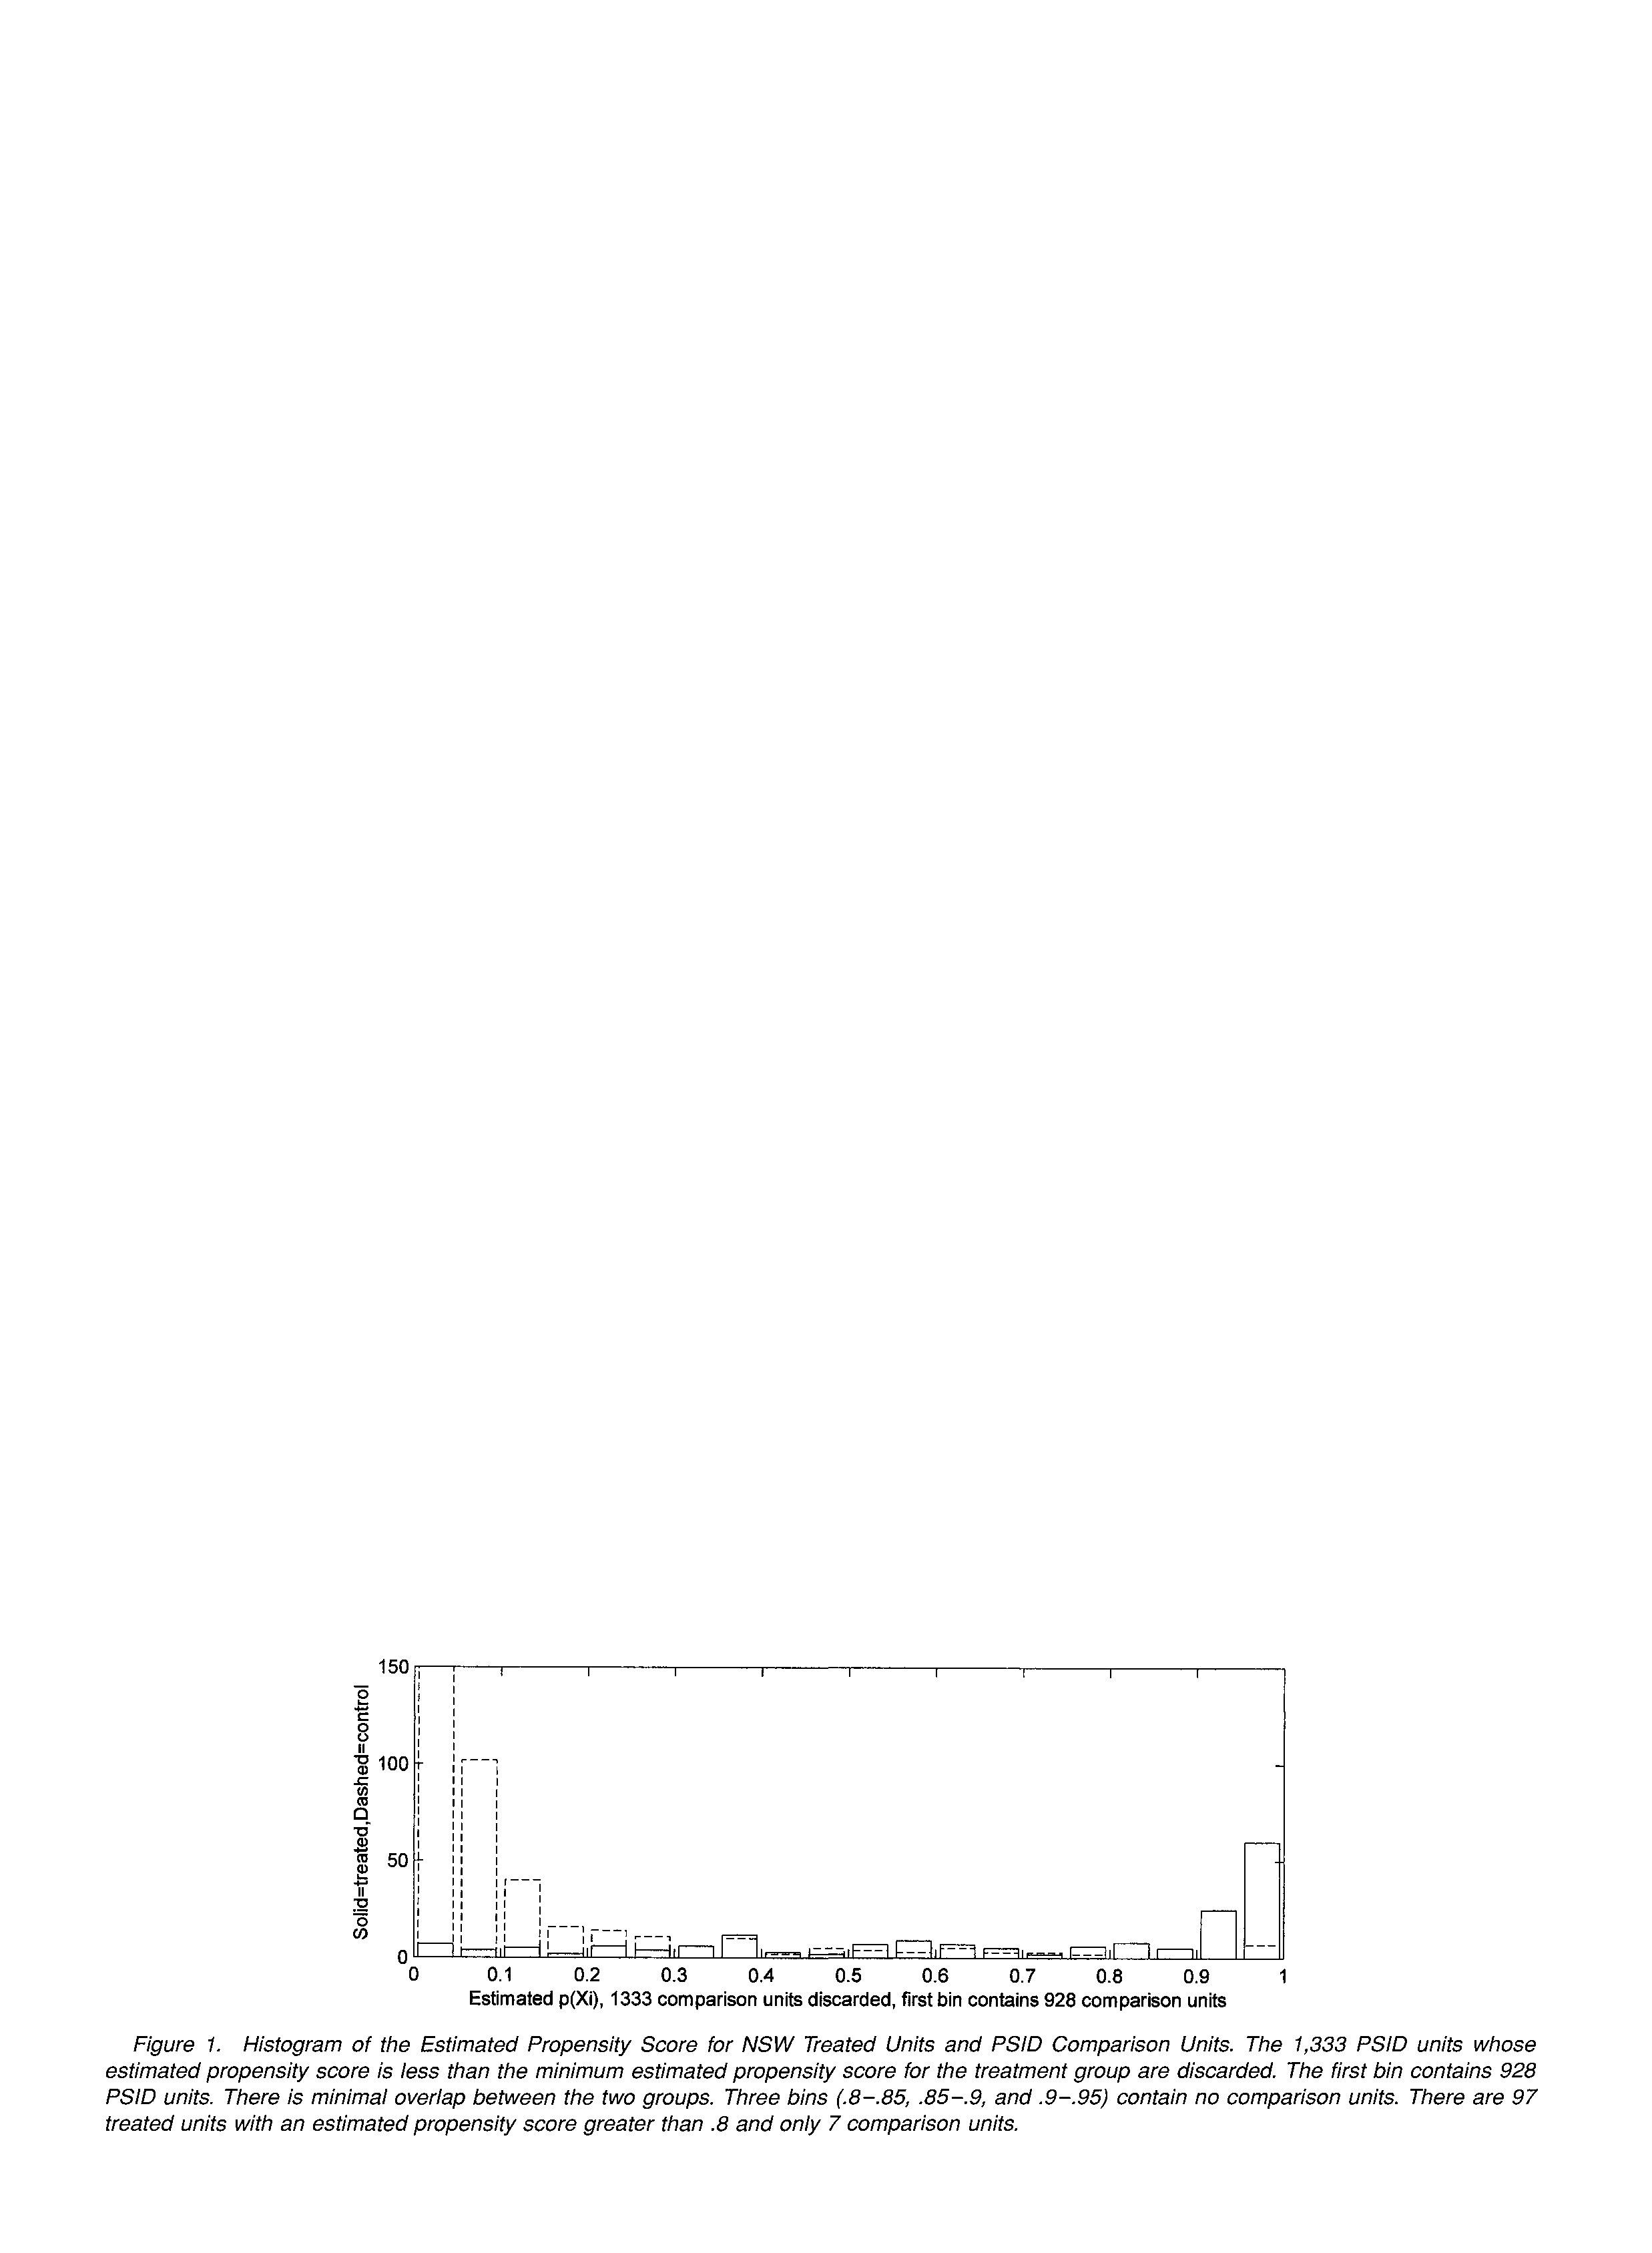 150
100
50
0
Solid=treated,Dashed=control
0 0.1 0.2 0.3 0.4 0.5 0.6 0.7 0.8 0.9 1
Estimated p(Xi), 1333 comparison units discarded, first bin contains 928 comparison units
Figure 1. Histogram of the Estimated Propensity Score for NSW Treated Units and PSID Comparison Units. The 1,333 PSID units whose
estimated propensity score is less than the minimum estimated propensity score for the treatment group are discarded. The first bin contains 928
PSID units. There is minimal overlap between the two groups. Three bins (.8–.85, .85–.9, and .9–.95) contain no comparison units. There are 97
treated units with an estimated propensity score greater than .8 and only 7 comparison units.